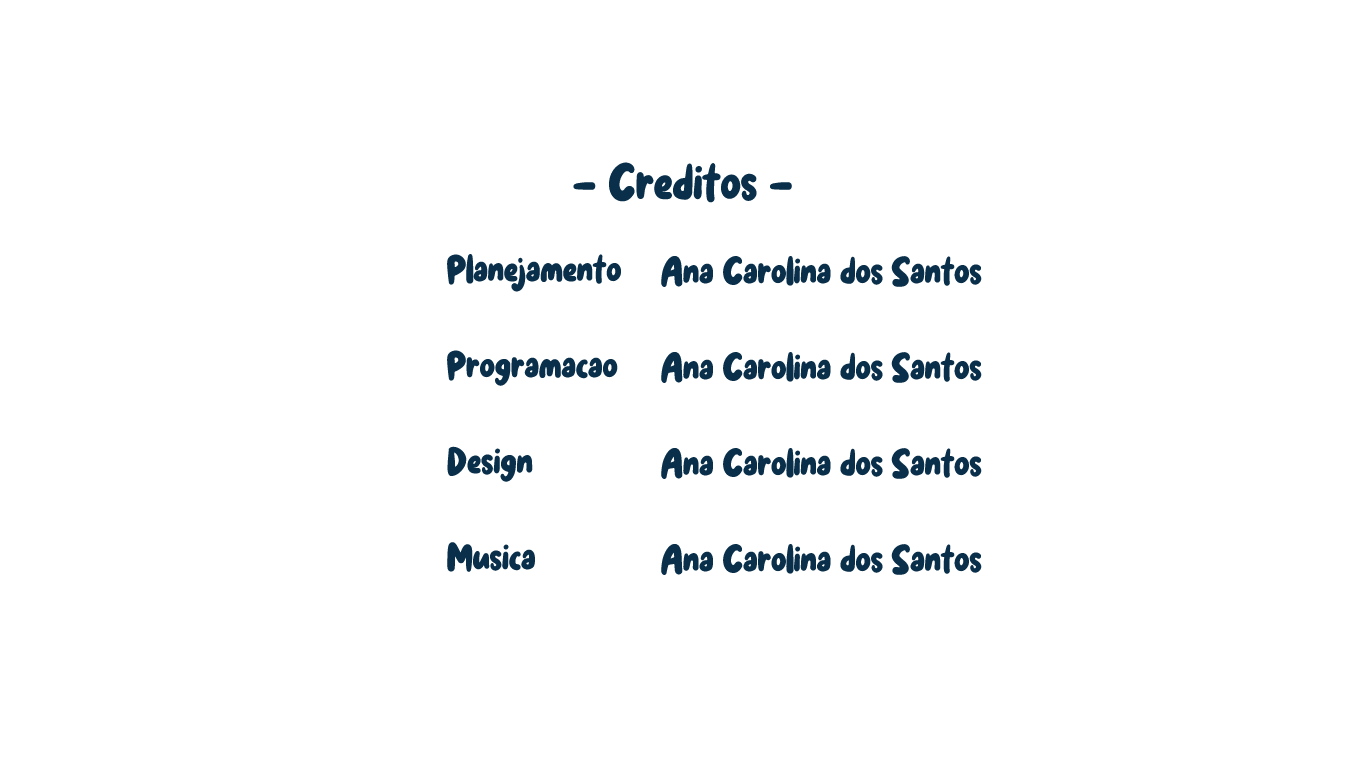 - Creditos -
Planejamento Ana Carolina dos Santos
Programacao Ana Carolina dos Santos
Design Ana Carolina dos Santos
Musica Ana Carolina dos Santos